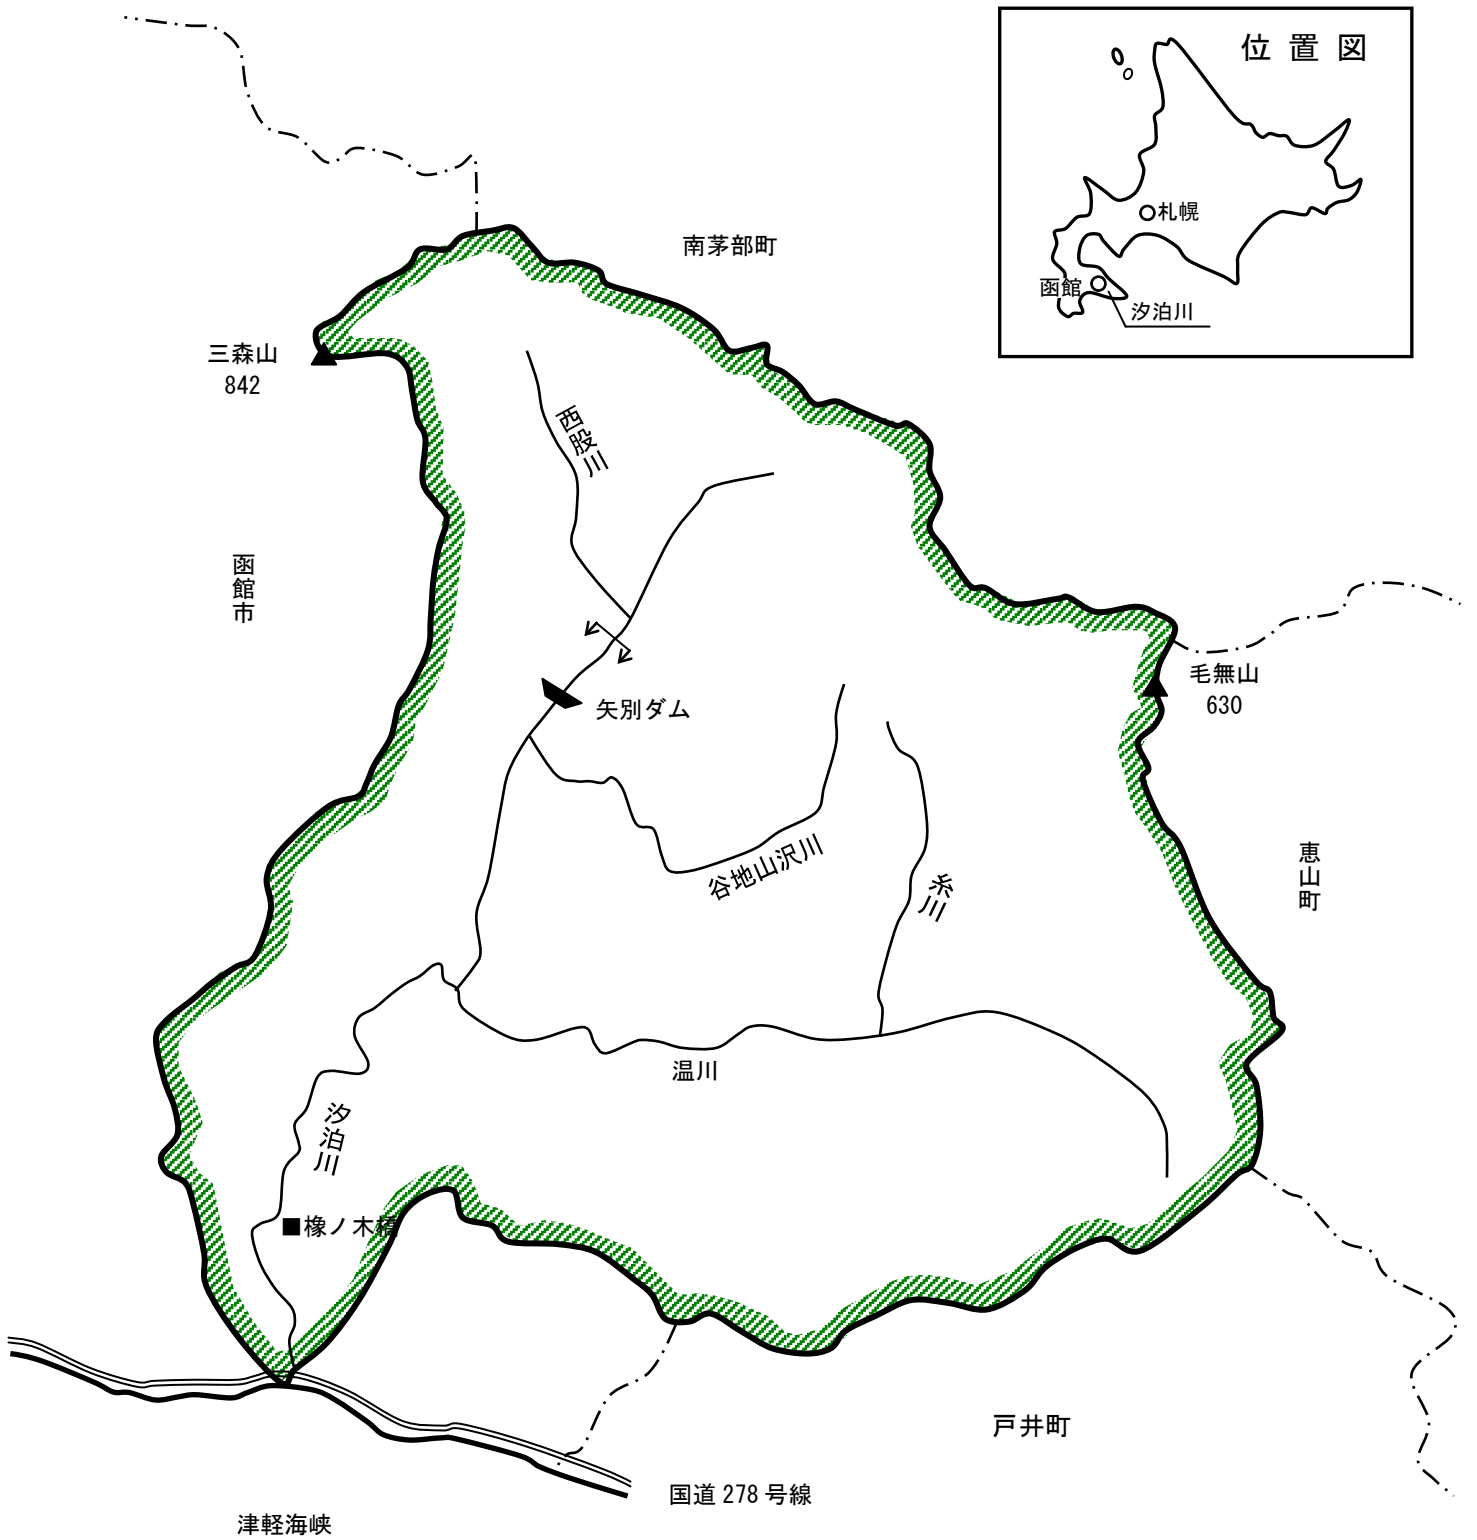 位置図
札幌
函館
汐泊川
南茅部町
三森山
842
西股川
函館市
毛無山
630
矢別ダム
谷地山沢川
糸川
恵山町
温川
汐泊川
■橡ノ木橋
戸井町
国道278号線
津軽海峡